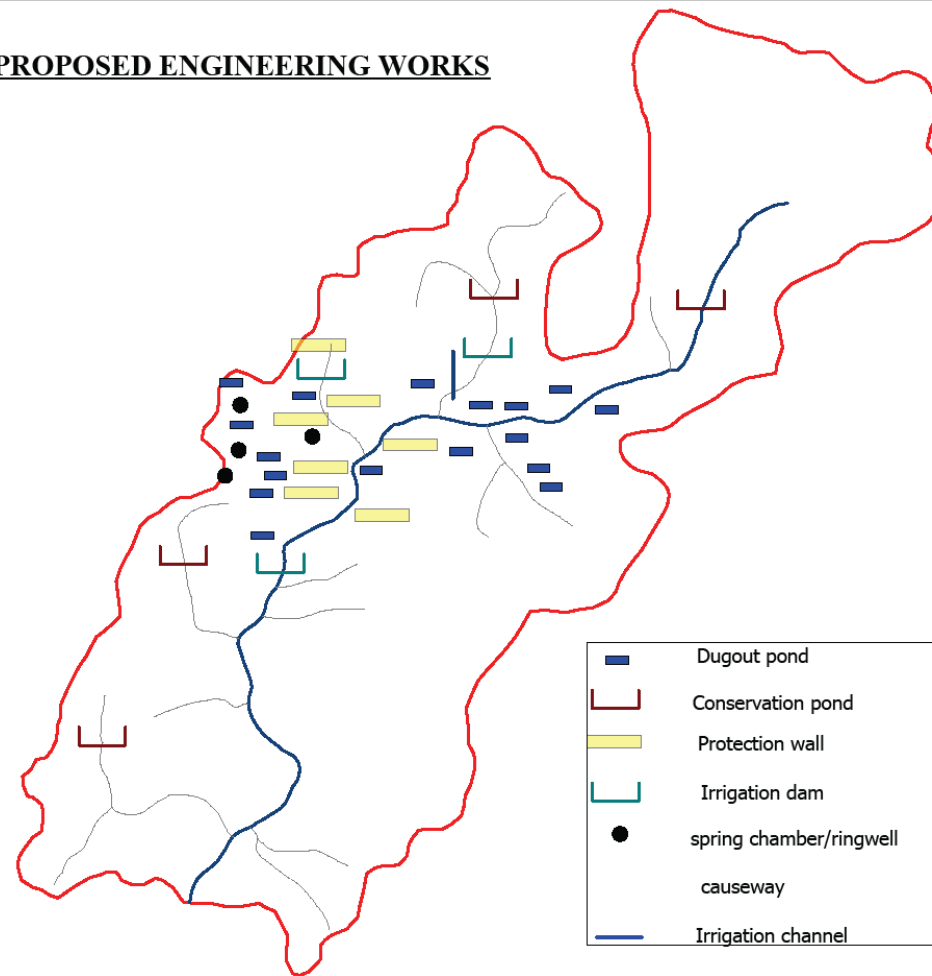 PROPOSED ENGINEERING WORKS
Dugout pond
Conservation pond
Protection wall
Irrigation dam
spring chamber/ringwell
causeway
Irrigation channel